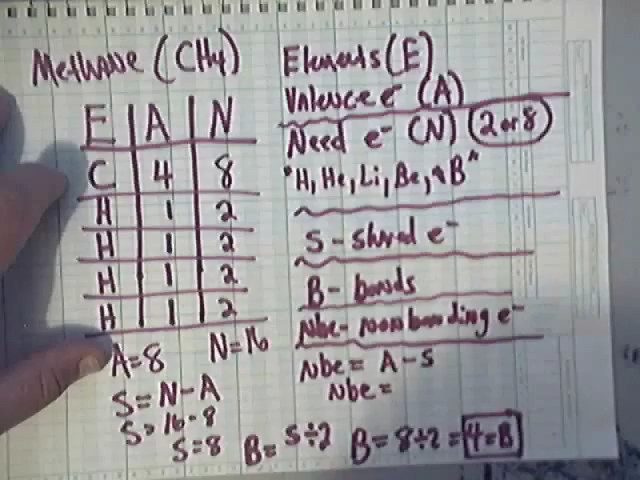 Methane (CH4)
E A N
C 4 8
H 1 2
H 1 2
H 1 2
H 1 2
A=8 N=16
S=N-A
S=16-8
S=8
B=S÷2
B=8÷2=4=B
Elements (E)
Valence e- (A)
Need e- (N) (2 or 8)
"H, He, Li, Be, & B"
S-shared e-
B-bonds
Nbe-nonbonding e-
Nbe= A-S
Nbe=